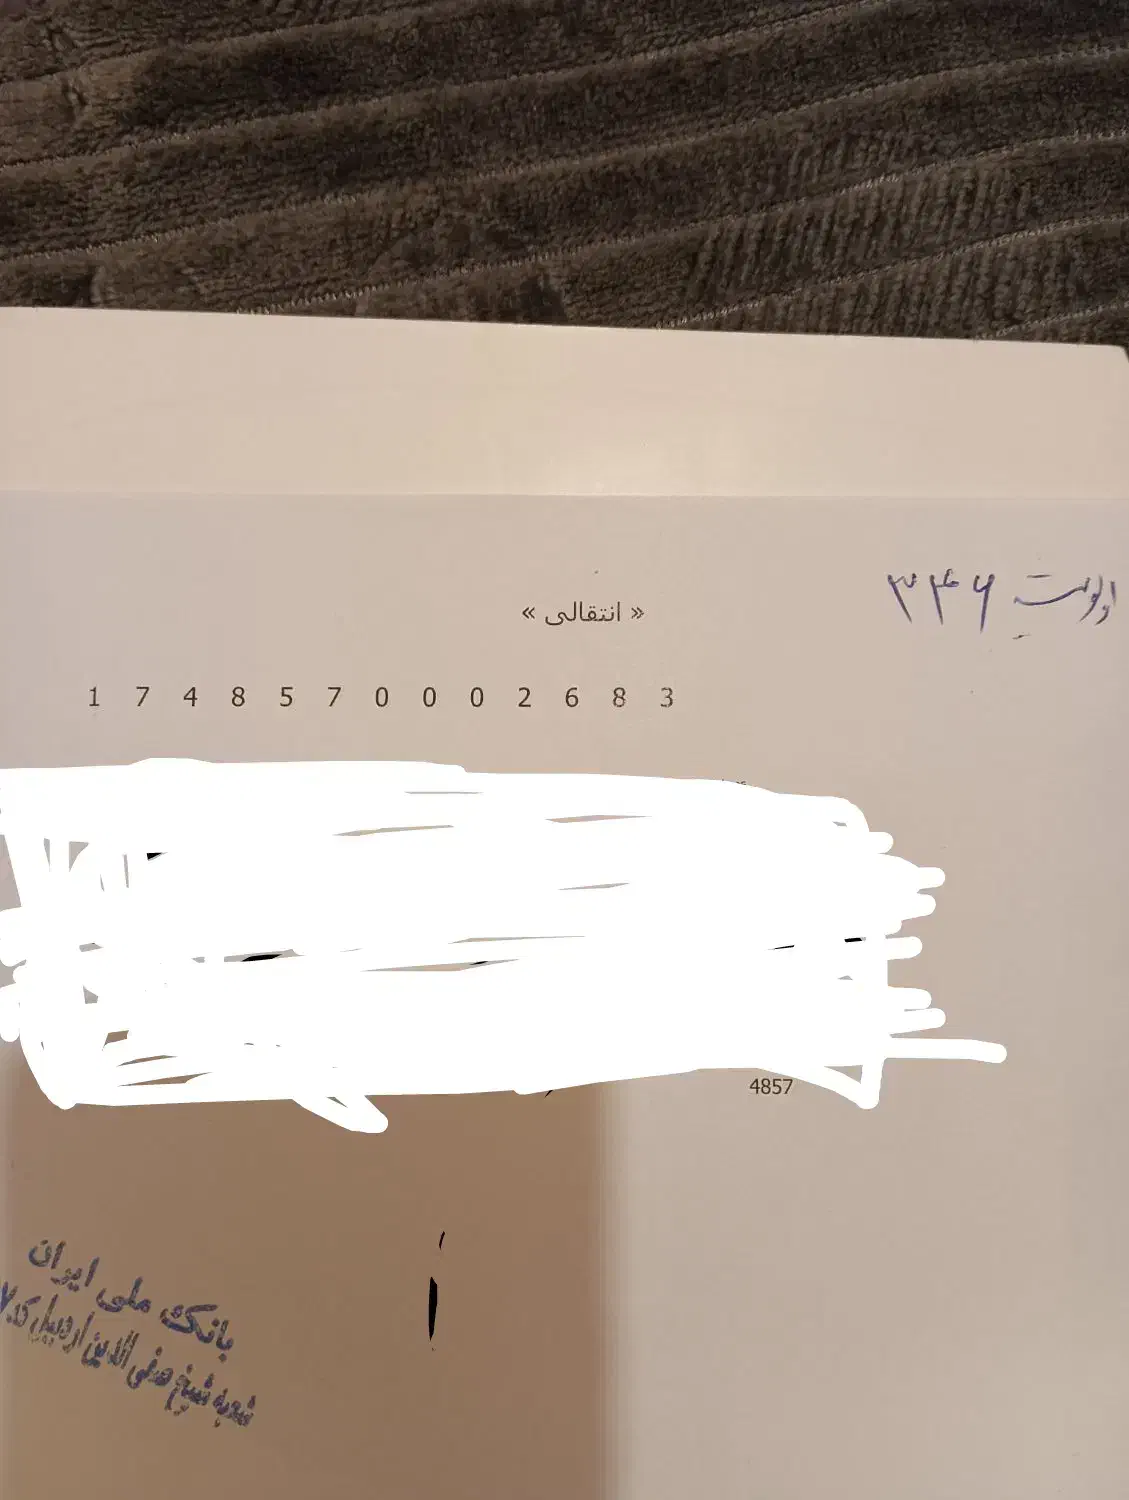 اولویت ۳۴۶
« انتقالی »
1 7 4 8 5 7 0 0 0 2 6 8 3
4857
بانک ملی ایران
شعبه شیخ صفی الدین اردبیل کد